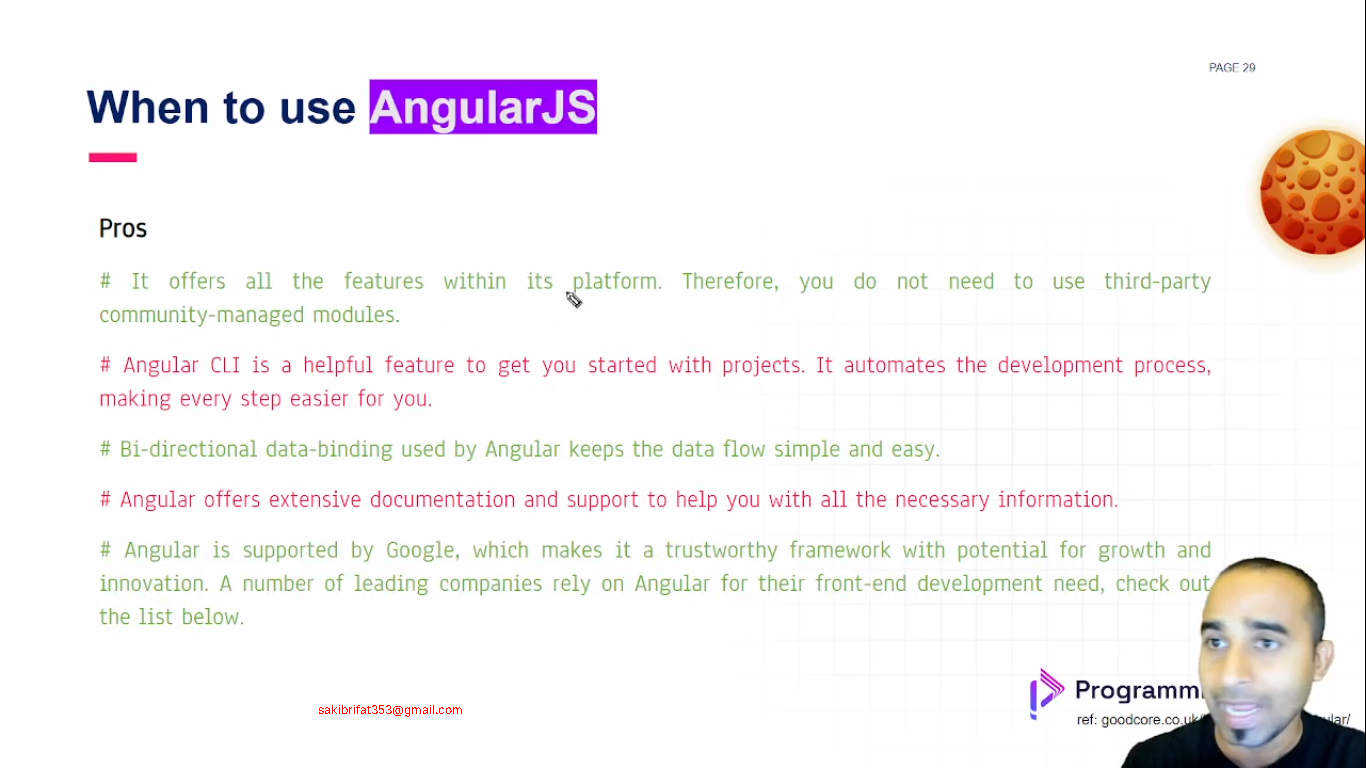 PAGE 29
When to use AngularJS
Pros
# It offers all the features within its platform. Therefore, you do not need to use third-party
community-managed modules.
# Angular CLI is a helpful feature to get you started with projects. It automates the development process,
making every step easier for you.
# Bi-directional data-binding used by Angular keeps the data flow simple and easy.
# Angular offers extensive documentation and support to help you with all the necessary information.
# Angular is supported by Google, which makes it a trustworthy framework with potential for growth and
innovation. A number of leading companies rely on Angular for their front-end development need, check out
the list below.
Programm
sakibrifat353@gmail.com
ref: goodcore.co.uk/